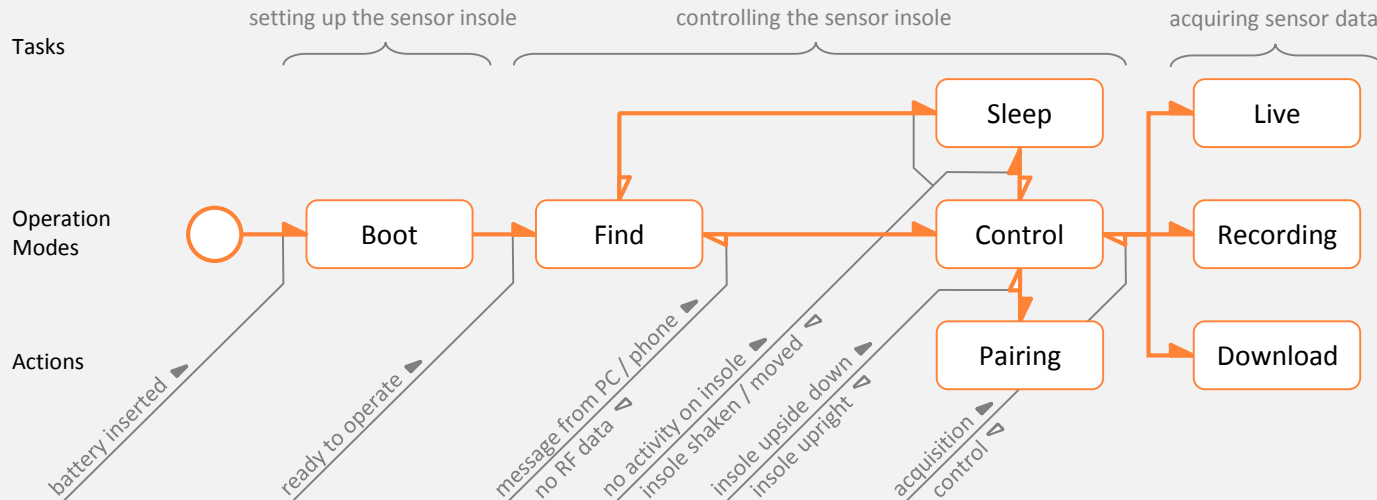 setting up the sensor insole
controlling the sensor insole
acquiring sensor data
Tasks
Sleep
Live
Operation
Modes
Boot
Find
Control
Recording
Pairing
Download
Actions
battery inserted
ready to operate
message from PC / phone
no RF data
no activity on insole
insole shaken / moved
insole upside down
insole upright
acquisition
control